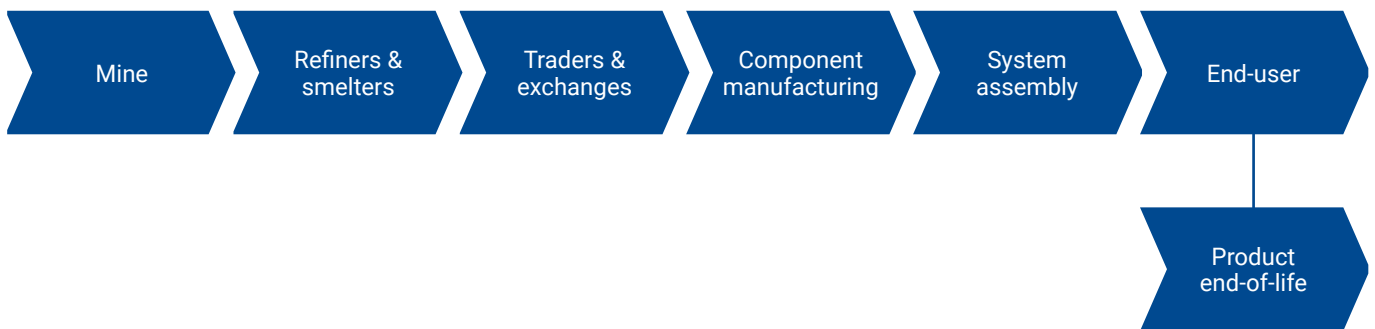 Mine
Refiners &
smelters
Traders &
exchanges
Component
manufacturing
System
assembly
End-user
Product
end-of-life